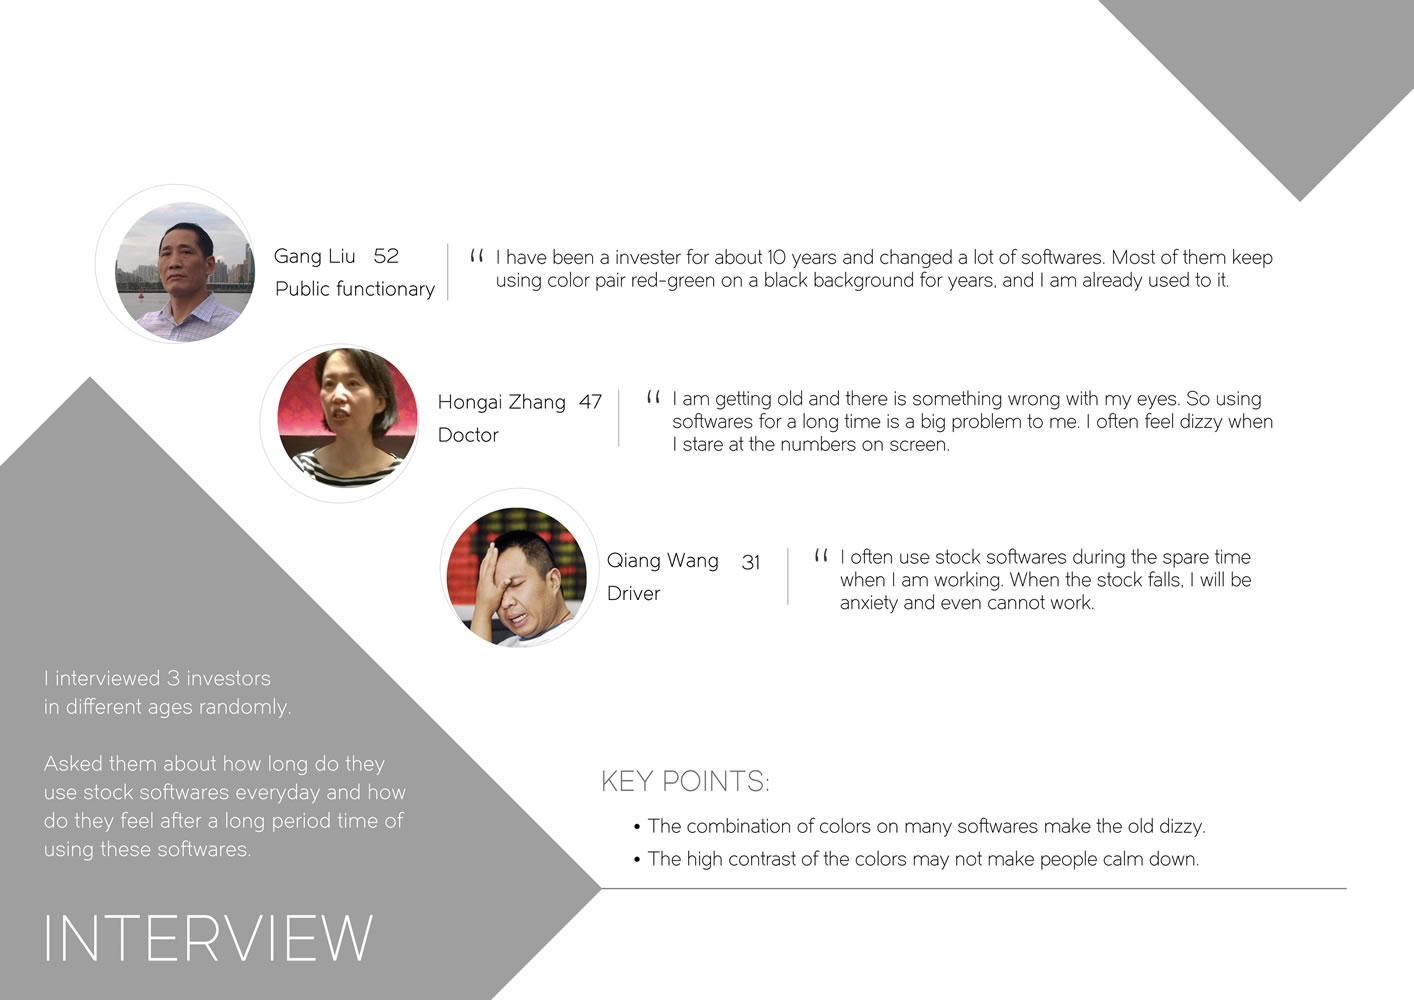 Gang Liu 52
Public functionary
“ I have been a invester for about 10 years and changed a lot of softwares. Most of them keep
using color pair red-green on a black background for years, and I am already used to it.
Hongai Zhang 47
Doctor
“ I am getting old and there is something wrong with my eyes. So using
softwares for a long time is a big problem to me. I often feel dizzy when
I stare at the numbers on screen.
Qiang Wang 31
Driver
“ I often use stock softwares during the spare time
when I am working. When the stock falls, I will be
anxiety and even cannot work.
I interviewed 3 investors
in different ages randomly.
Asked them about how long do they
use stock softwares everyday and how
do they feel after a long period time of
using these softwares.
INTERVIEW
KEY POINTS:
• The combination of colors on many softwares make the old dizzy.
• The high contrast of the colors may not make people calm down.